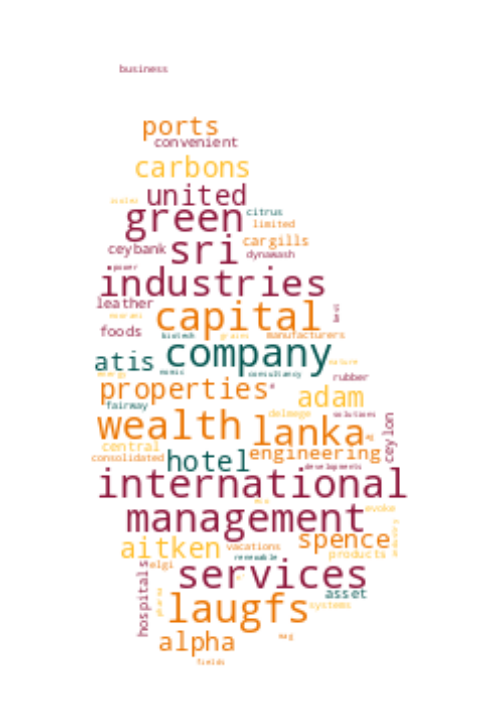 business
ports
convenient
carbons
united
green citrus
limited
sri cargills
ceybank dynawash
power
industries
leather
capital
foods manufacturers
biotech
company
atis
consultancy
rubber
properties adam
fairway
delmege solutions
wealth lanka ceylon
central engineering
consolidated hotel
developments
international
evoke
management
spence
aitken vacations products
renewable
elgi
services
hospitals asset
laugfs systems
alpha
fields